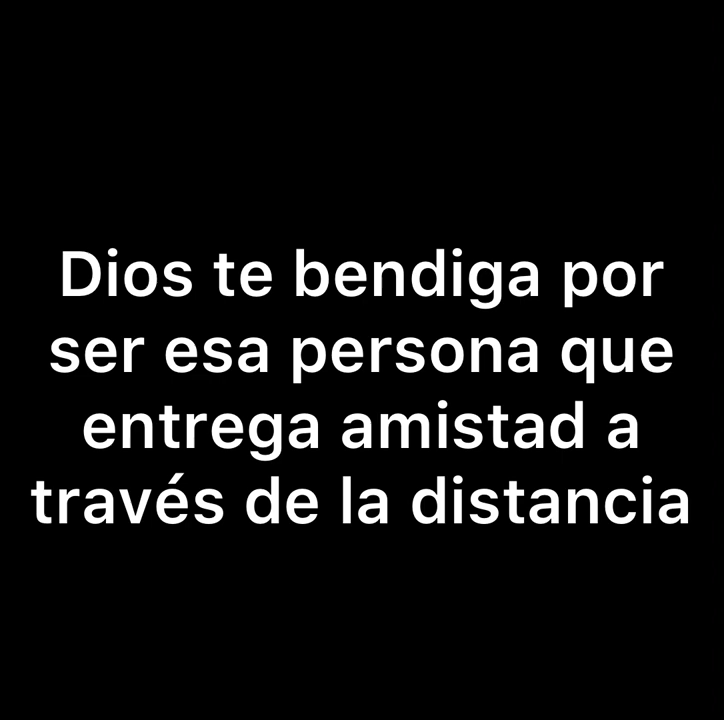 Dios te bendiga por
ser esa persona que
entrega amistad a
través de la distancia